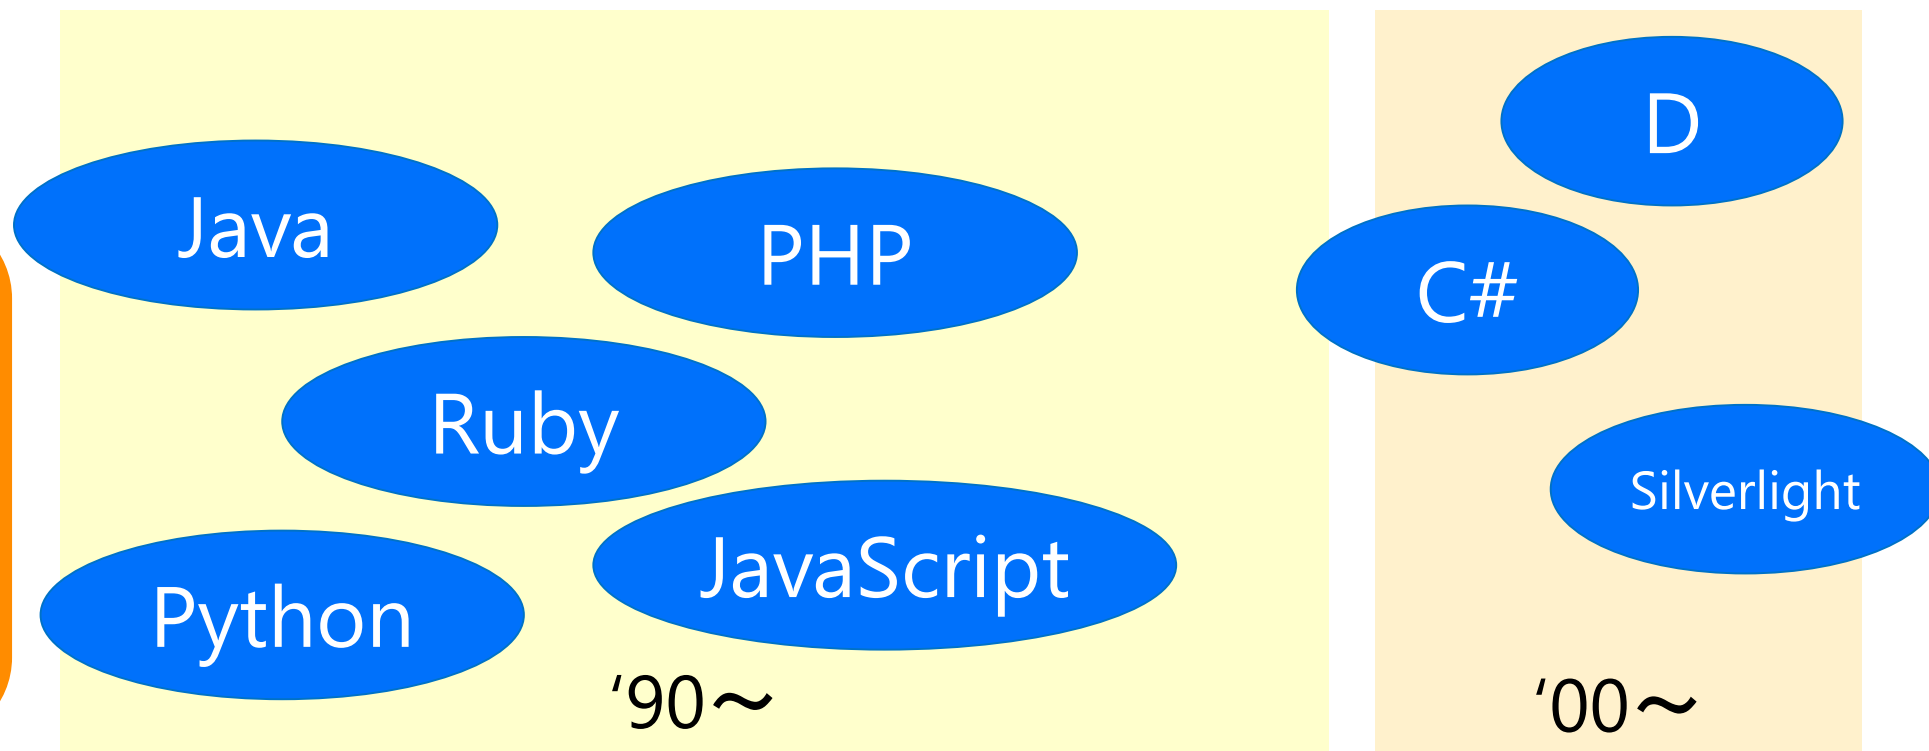 Java
PHP
Ruby
JavaScript
Python
‘90～
D
C#
Silverlight
‘00～